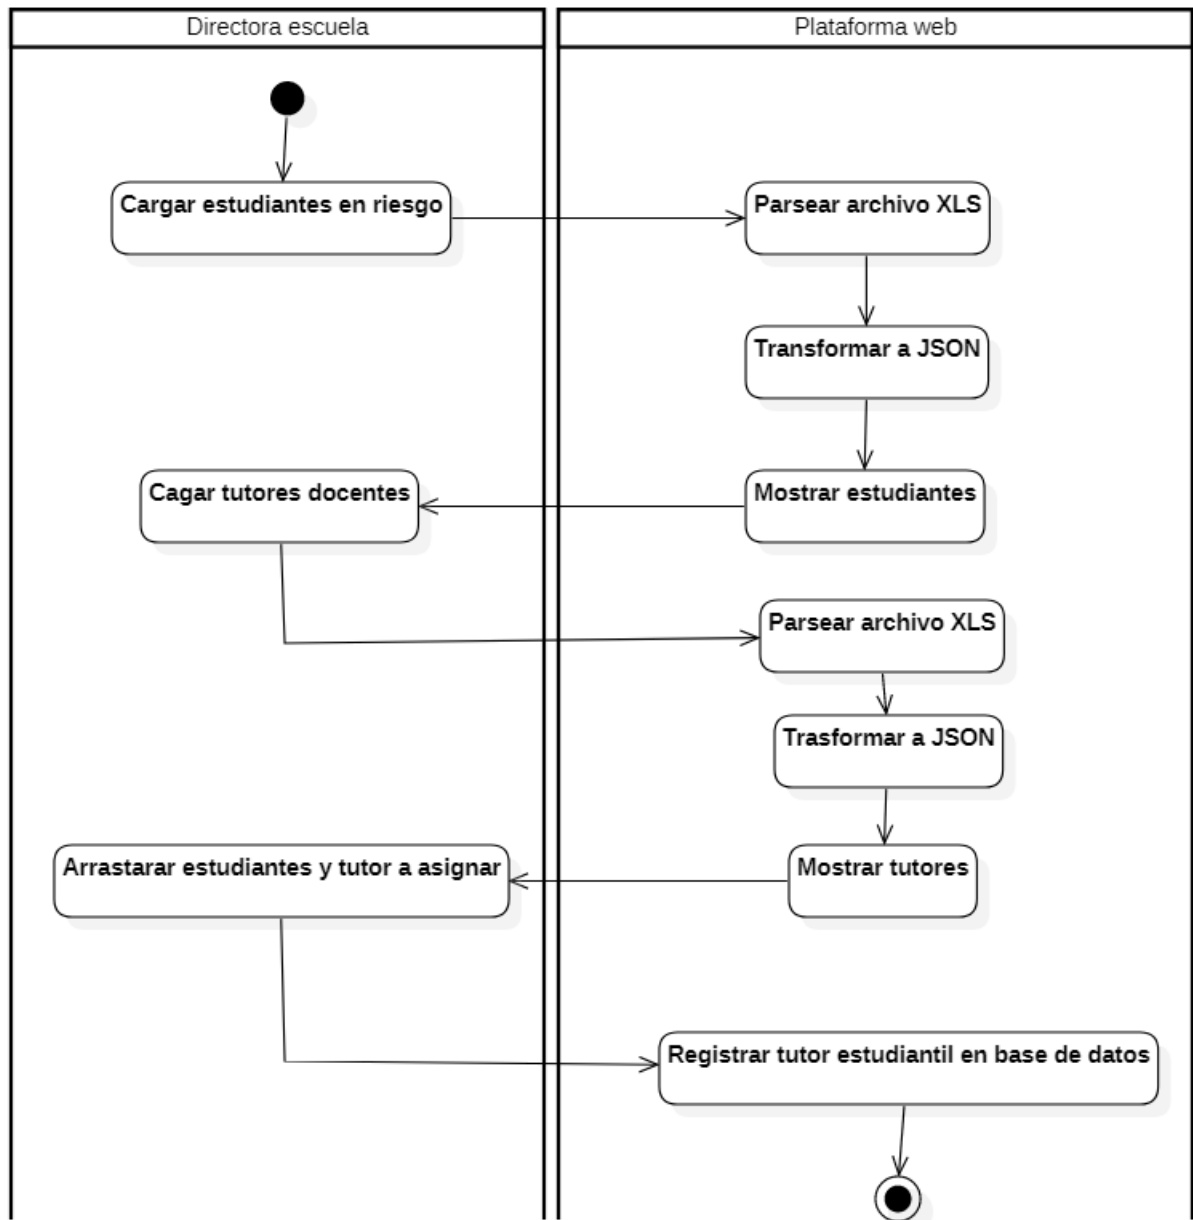 Directora escuela
Plataforma web
Cargar estudiantes en riesgo
Parsear archivo XLS
Transformar a JSON
Cagar tutores docentes
Mostrar estudiantes
Parsear archivo XLS
Trasformar a JSON
Arrastarar estudiantes y tutor a asignar
Mostrar tutores
Registrar tutor estudiantil en base de datos